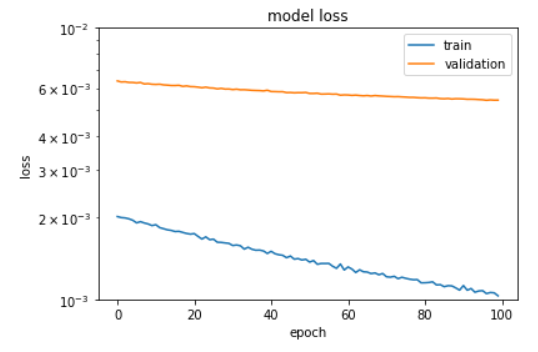 model loss
train
validation
10⁻²
6 × 10⁻³
4 × 10⁻³
3 × 10⁻³
2 × 10⁻³
10⁻³
loss
0 20 40 60 80 100
epoch